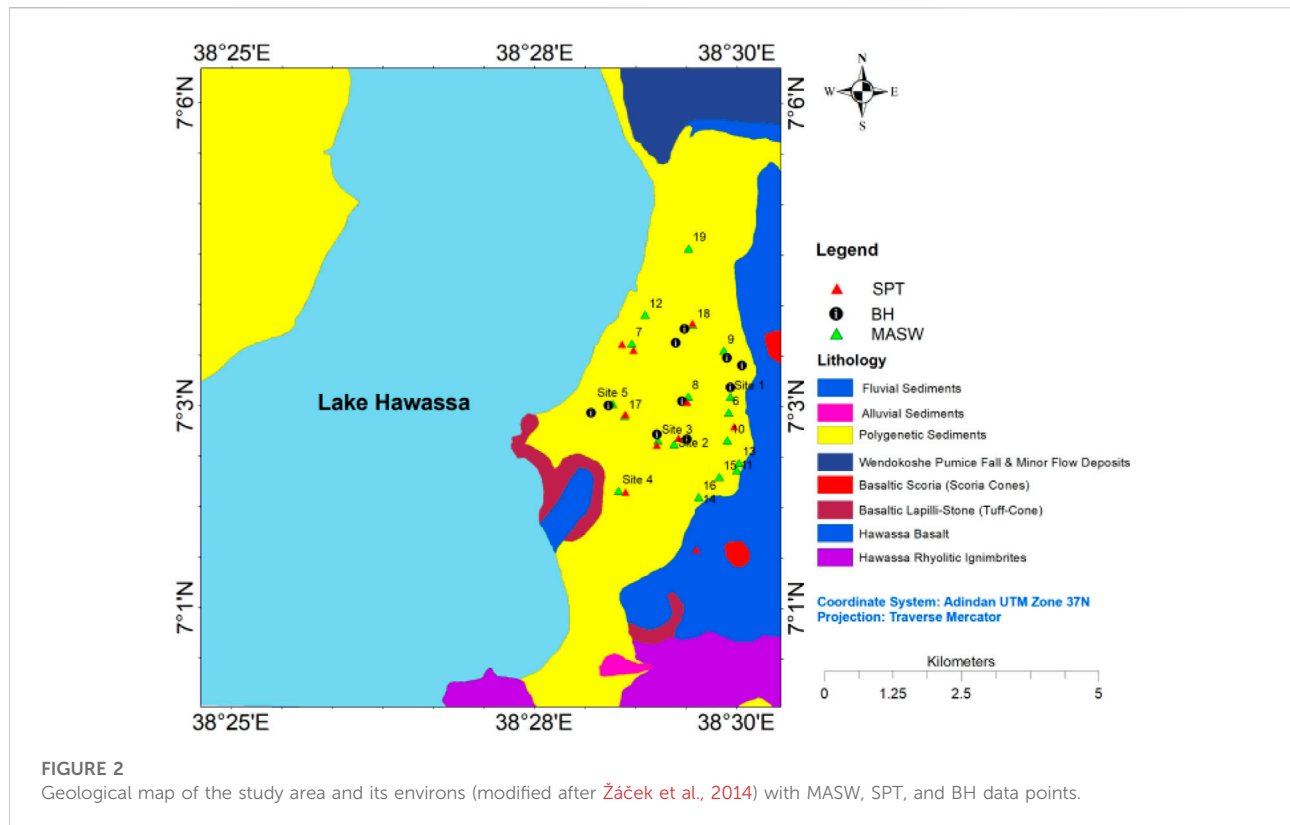 38°25'E 38°28'E 38°30'E
7°6'N 7°6'N
N
W E
S
19
Legend
SPT
12
18
BH
7
MASW
9
Lithology
Site 1
8
Fluvial Sediments
Site 5
6
7°3'N 7°3'N
Lake Hawassa
17
Alluvial Sediments
Site 3 10
Polygenetic Sediments
Site 2
13
Wendokoshe Pumice Fall & Minor Flow Deposits
15 11
Site 4
16
Basaltic Scoria (Scoria Cones)
14
Basaltic Lapilli-Stone (Tuff-Cone)
Hawassa Basalt
Hawassa Rhyolitic Ignimbrites
7°1'N 7°1'N
Coordinate System: Adindan UTM Zone 37N
Projection: Traverse Mercator
Kilometers
0 1.25 2.5 5
38°25'E 38°28'E 38°30'E
FIGURE 2
Geological map of the study area and its environs (modified after Žáček et al., 2014) with MASW, SPT, and BH data points.